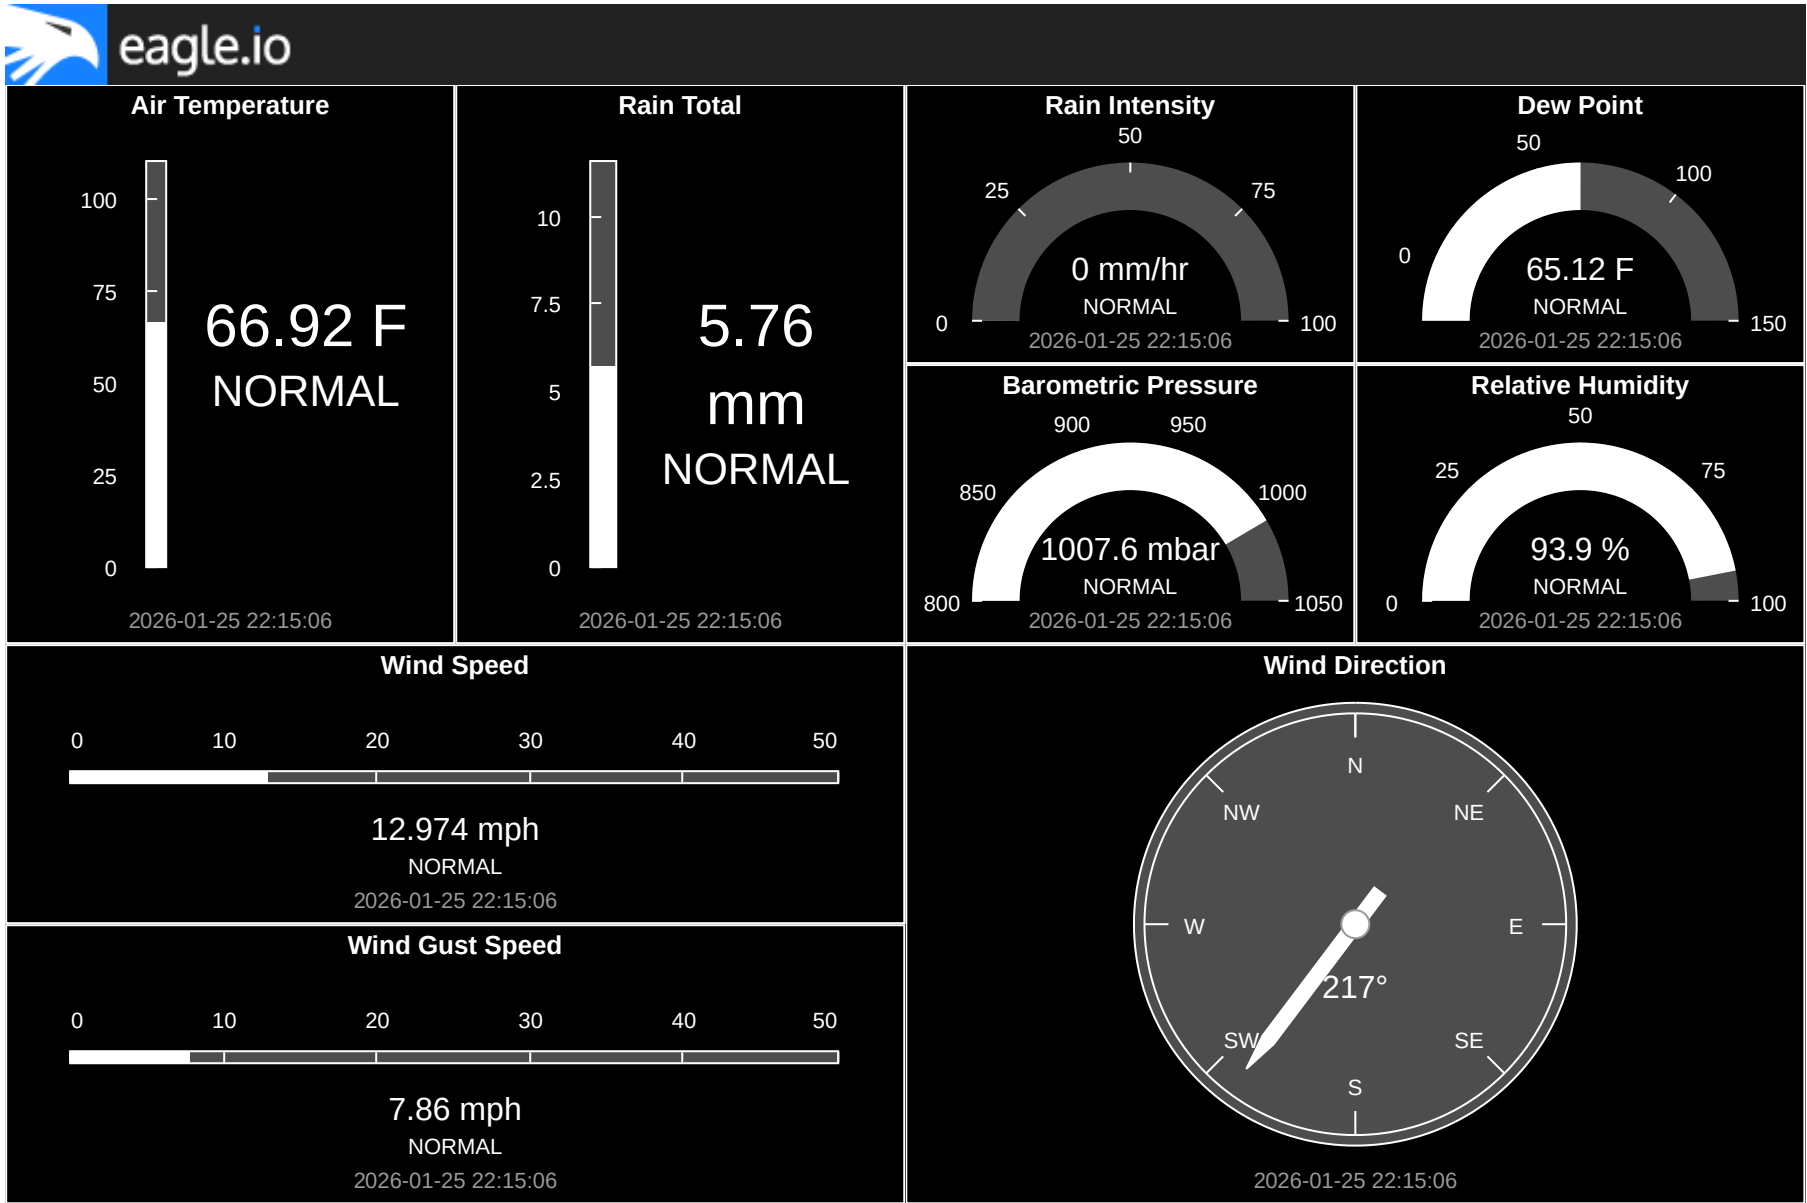 eagle.io
Air Temperature
100
75
50
25
0
66.92 F
NORMAL
2026-01-25 22:15:06
Rain Total
10
7.5
5
2.5
0
5.76
mm
NORMAL
2026-01-25 22:15:06
Rain Intensity
0
25
50
75
100
0 mm/hr
NORMAL
2026-01-25 22:15:06
Dew Point
0
50
100
150
65.12 F
NORMAL
2026-01-25 22:15:06
Barometric Pressure
800
850
900
950
1000
1050
1007.6 mbar
NORMAL
2026-01-25 22:15:06
Relative Humidity
0
25
50
75
100
93.9 %
NORMAL
2026-01-25 22:15:06
Wind Speed
0 10 20 30 40 50
12.974 mph
NORMAL
2026-01-25 22:15:06
Wind Gust Speed
0 10 20 30 40 50
7.86 mph
NORMAL
2026-01-25 22:15:06
Wind Direction
N
NW NE
W E
217°
SW SE
S
2026-01-25 22:15:06